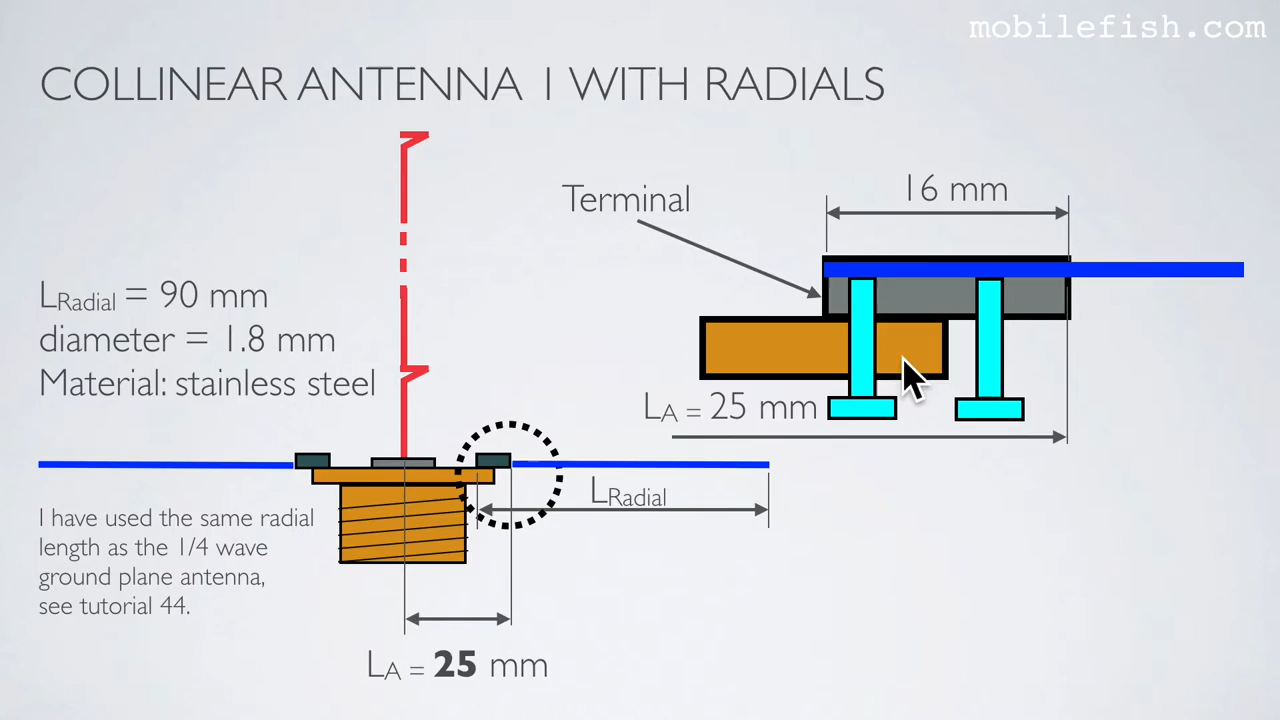 mobilefish.com
COLLINEAR ANTENNA 1 WITH RADIALS
Terminal
16 mm
LRadial = 90 mm
diameter = 1.8 mm
Material: stainless steel
LA = 25 mm
LRadial
I have used the same radial
length as the 1/4 wave
ground plane antenna,
see tutorial 44.
LA = 25 mm